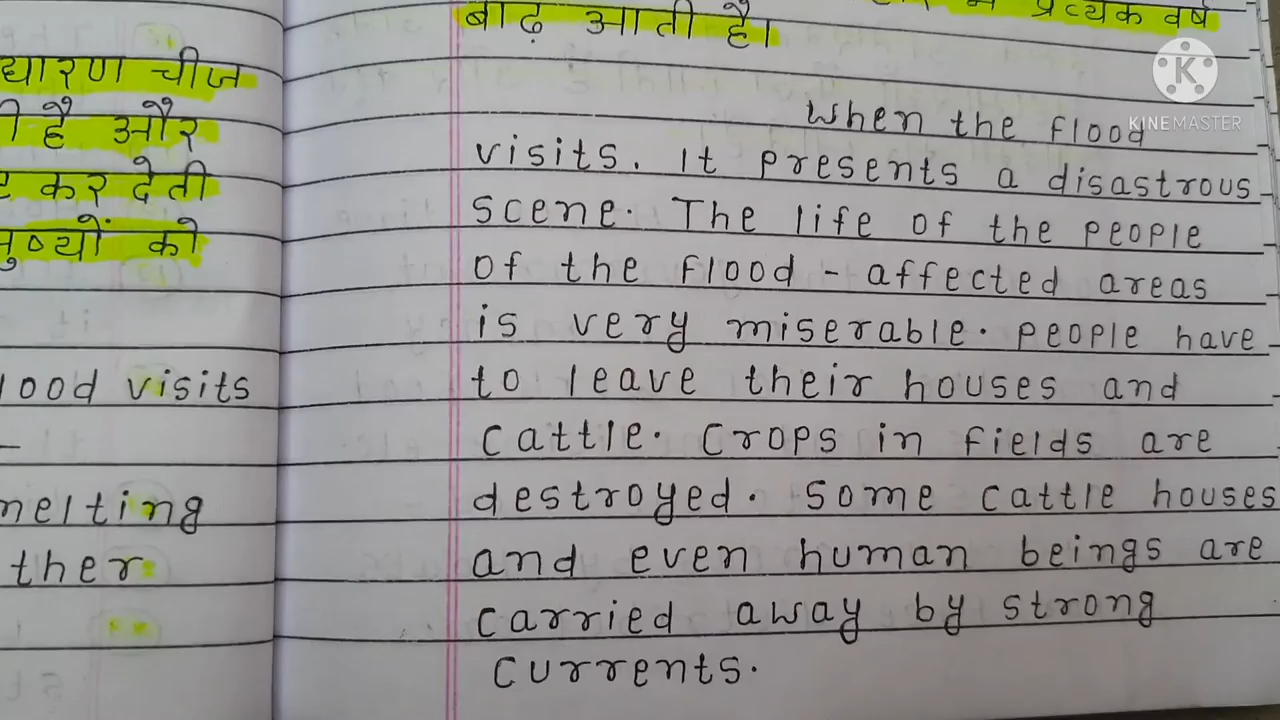 धारण चीज
है और
कर देती
को
visits
melting
ther
प्रत्येक वर्ष
बाढ़ आती है।
When the flood
visits. It presents a disastrous
scene. The life of the people
of the flood - affected areas
is very miserable. people have
to leave their houses and
cattle. Crops in fields are
destroyed. Some cattle houses
and even human beings are
carried away by strong
currents.
K
KINEMASTER